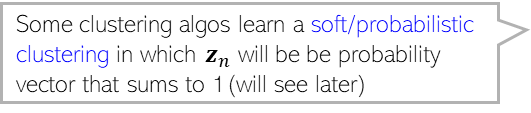 Some clustering algos learn a soft/probabilistic
clustering in which 𝒛ₙ will be be probability
vector that sums to 1 (will see later)